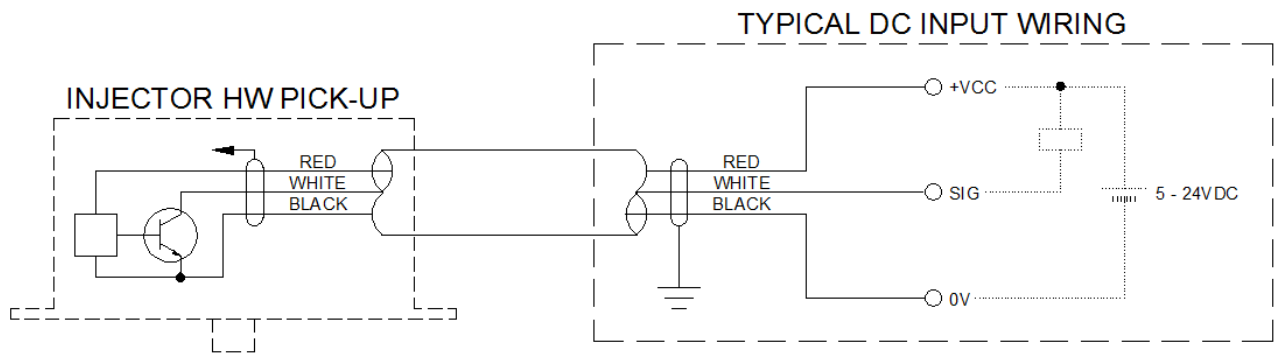 TYPICAL DC INPUT WIRING
INJECTOR HW PICK-UP
+VCC
RED
WHITE
BLACK
RED
WHITE
BLACK
SIG
5 - 24VDC
0V